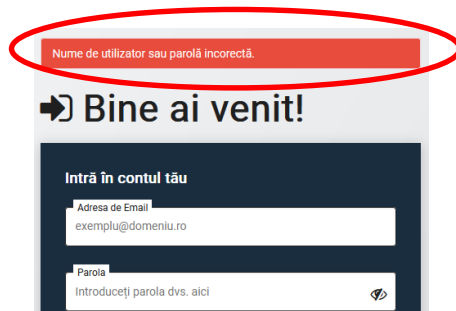 Nume de utilizator sau parolă incorectă.
Bine ai venit!
Intră în contul tău
Adresa de Email
exemplu@domeniu.ro
Parola
Introduceți parola dvs. aici